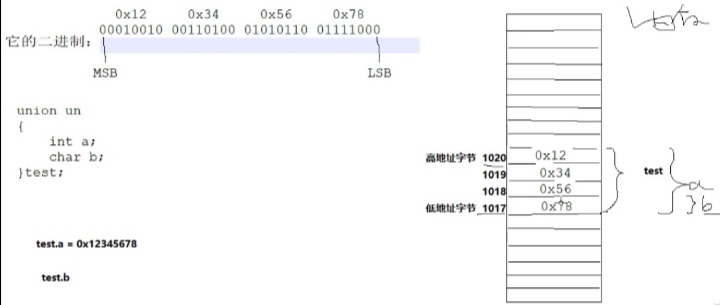 0x12 0x34 0x56 0x78
它的二进制： 00010010 00110100 01010110 01111000
MSB LSB
union un
{
int a;
char b;
}test;
test.a = 0x12345678
test.b
高地址字节 1020 0x12
1019 0x34
1018 0x56
低地址字节 1017 0x78
test
a
b